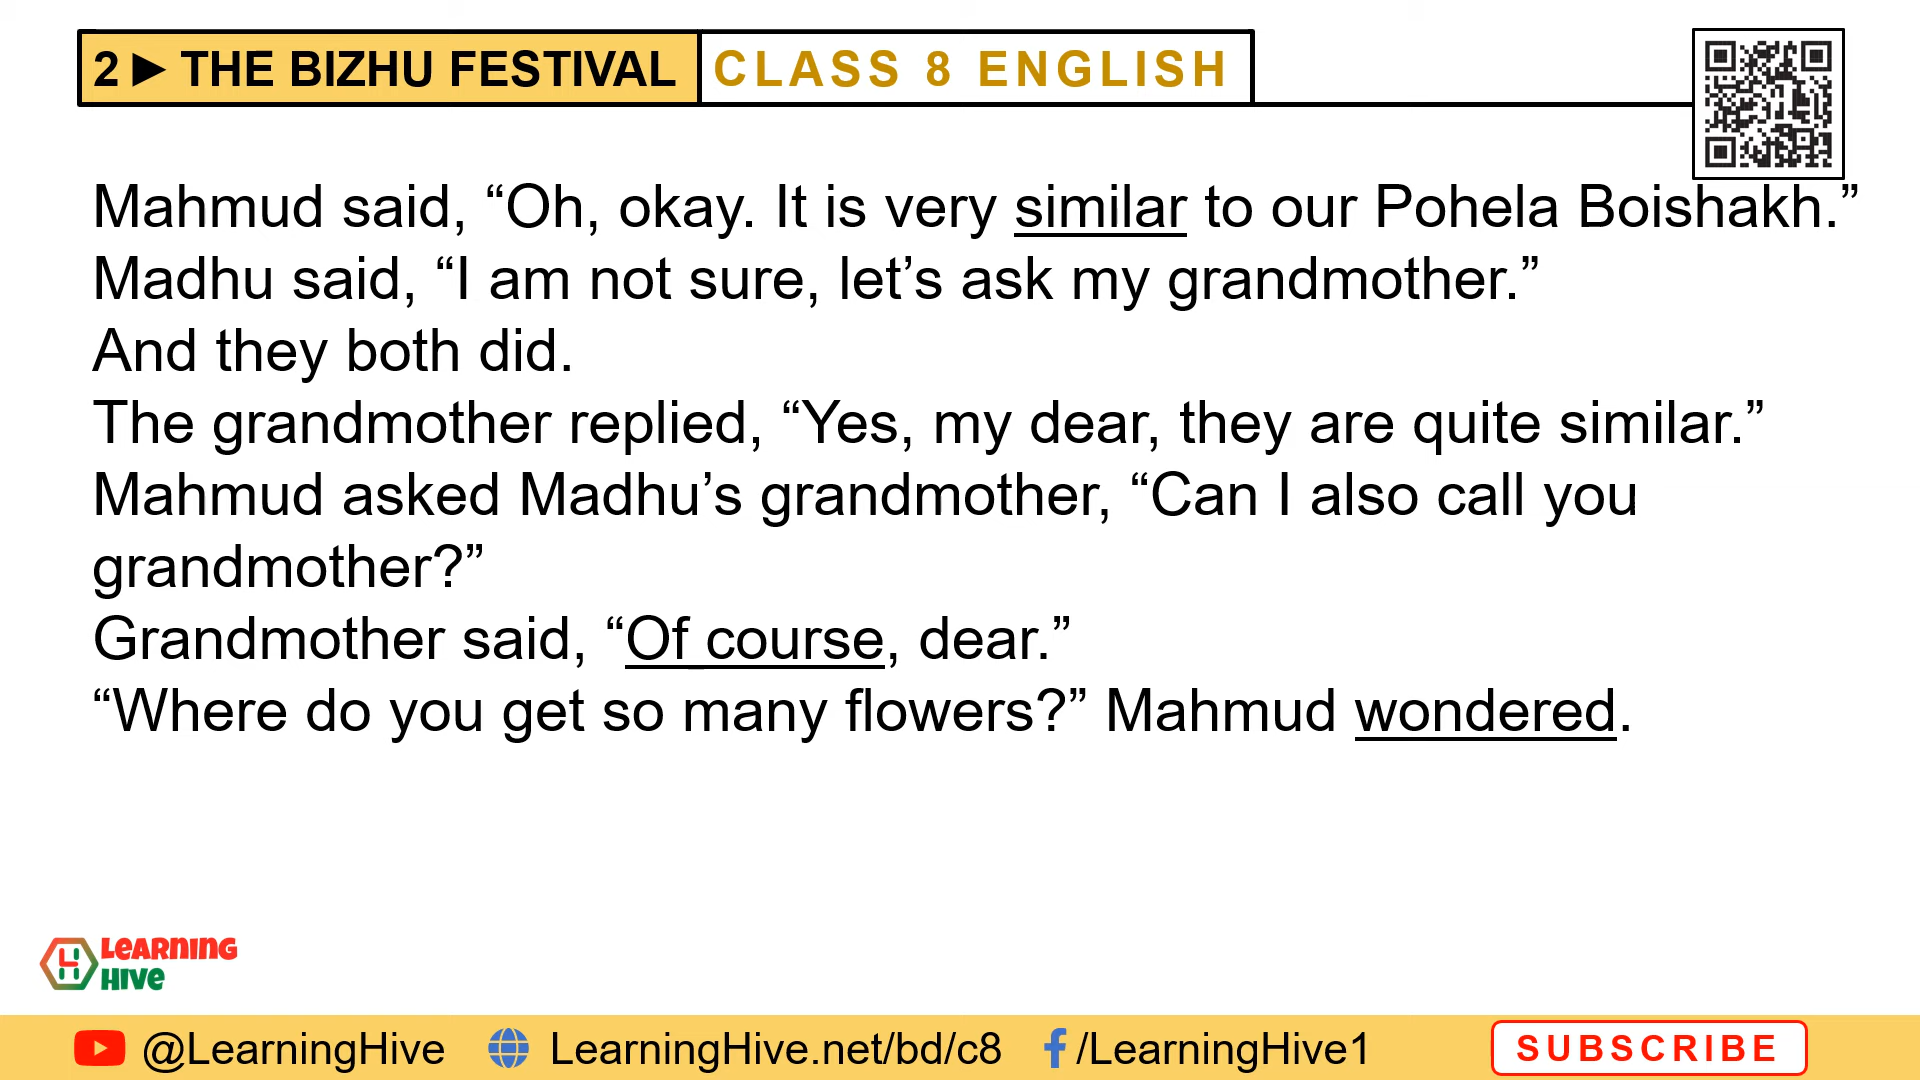 2 ► THE BIZHU FESTIVAL CLASS 8 ENGLISH
Mahmud said, “Oh, okay. It is very similar to our Pohela Boishakh.”
Madhu said, “I am not sure, let’s ask my grandmother.”
And they both did.
The grandmother replied, “Yes, my dear, they are quite similar.”
Mahmud asked Madhu’s grandmother, “Can I also call you
grandmother?”
Grandmother said, “Of course, dear.”
“Where do you get so many flowers?” Mahmud wondered.
LEARNING
HIVE
@LearningHive LearningHive.net/bd/c8 /LearningHive1 SUBSCRIBE